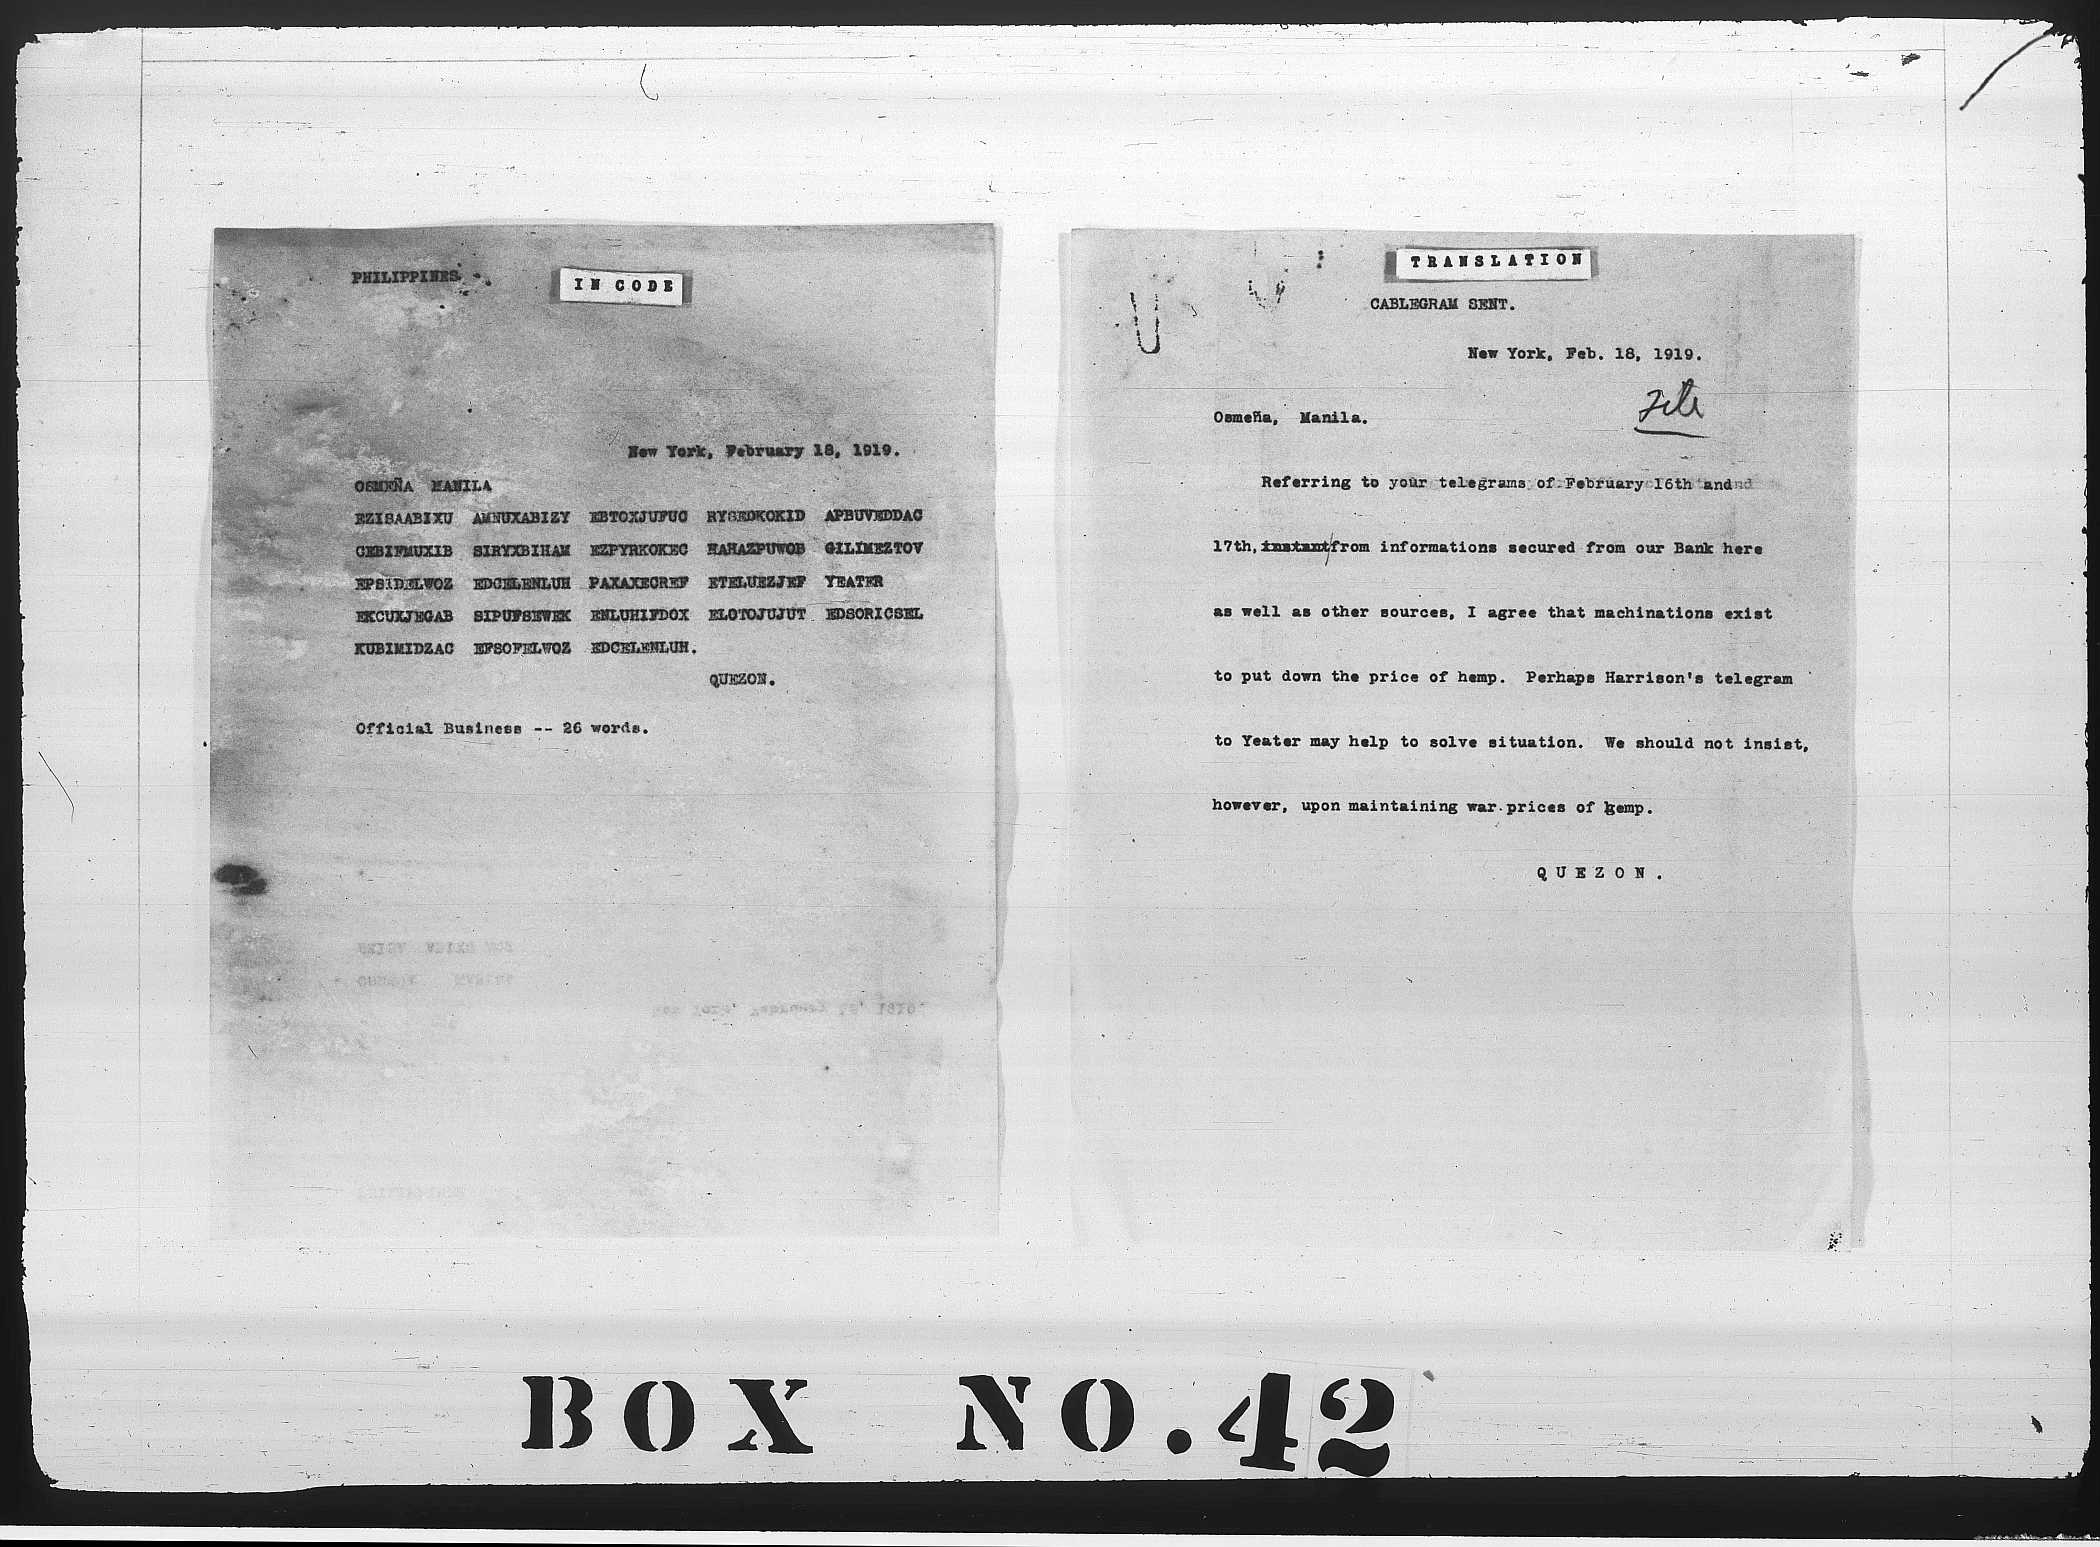 PHILIPPINES.
IN CODE
New York, February 18, 1919.
OSMEÑA MANILA
EZISAABIXU AMNUXABIZY EBTOXJUFUC RYSEOKOKID APBUVEDDAC
CEBIFMUXIB SIRYXBIHAM EZPYRKOKEC HAHAZPUWOB GILIMEZTOV
EPSIDELWOZ EDCELENLUH PAXAXECREF ETELUEZJEF YEATER
EKCUXJEGAB SIPUFSEWEK ENLUHIFDOX ELOTOJUJUT EDSORICSEL
KUBIMIDZAC EFSOFELWOZ EDCELENLUH.
QUEZON.
Official Business -- 26 words.
TRANSLATION
CABLEGRAM SENT.
New York, Feb. 18, 1919.
Osmeña, Manila.
Referring to your telegrams of February 16th and
17th, instant from informations secured from our Bank here
as well as other sources, I agree that machinations exist
to put down the price of hemp. Perhaps Harrison's telegram
to Yeater may help to solve situation. We should not insist,
however, upon maintaining war prices of hemp.
QUEZON.
BOX NO. 42